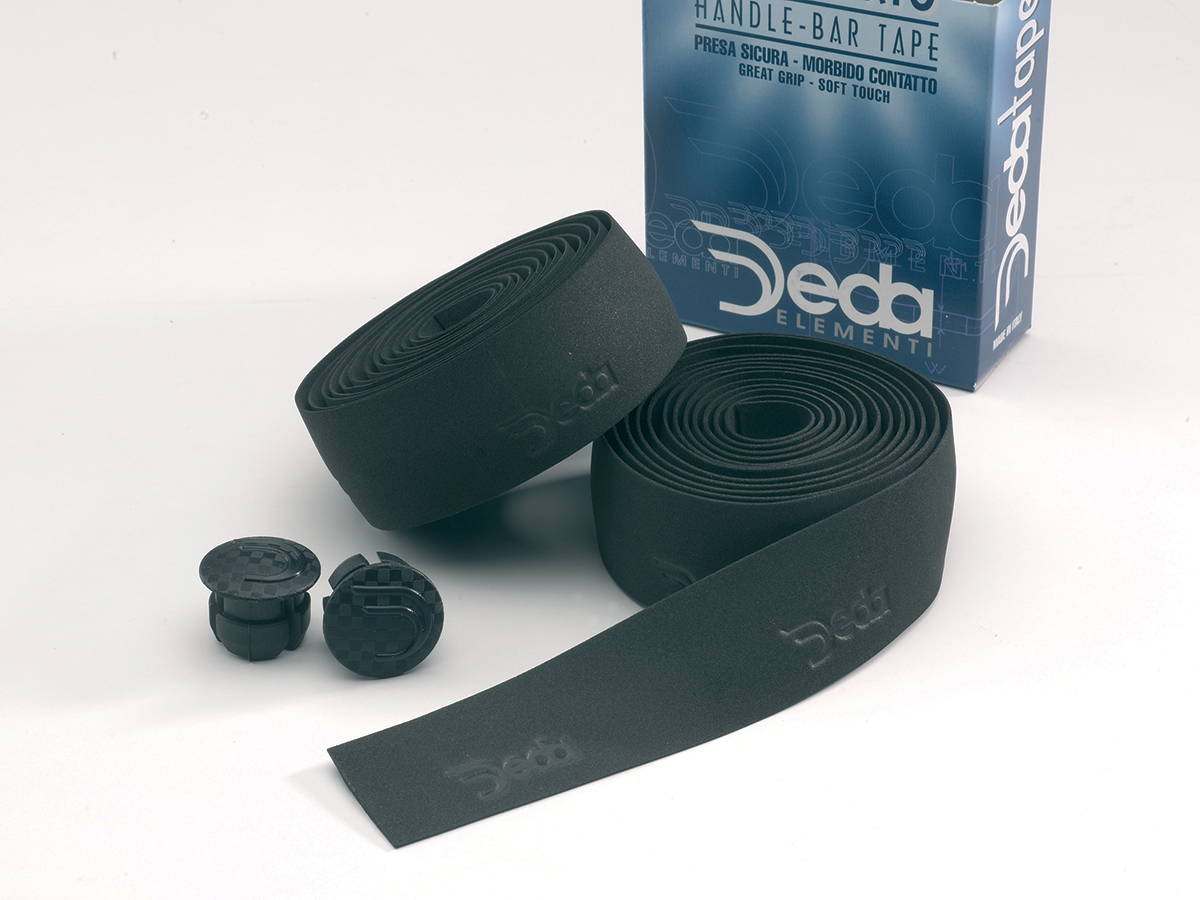 HANDLE-BAR TAPE
PRESA SICURA - MORBIDO CONTATTO
GREAT GRIP - SOFT TOUCH
Deda
ELEMENTI
Dedatape
MADE IN ITALY
Deda
Deda
Deda